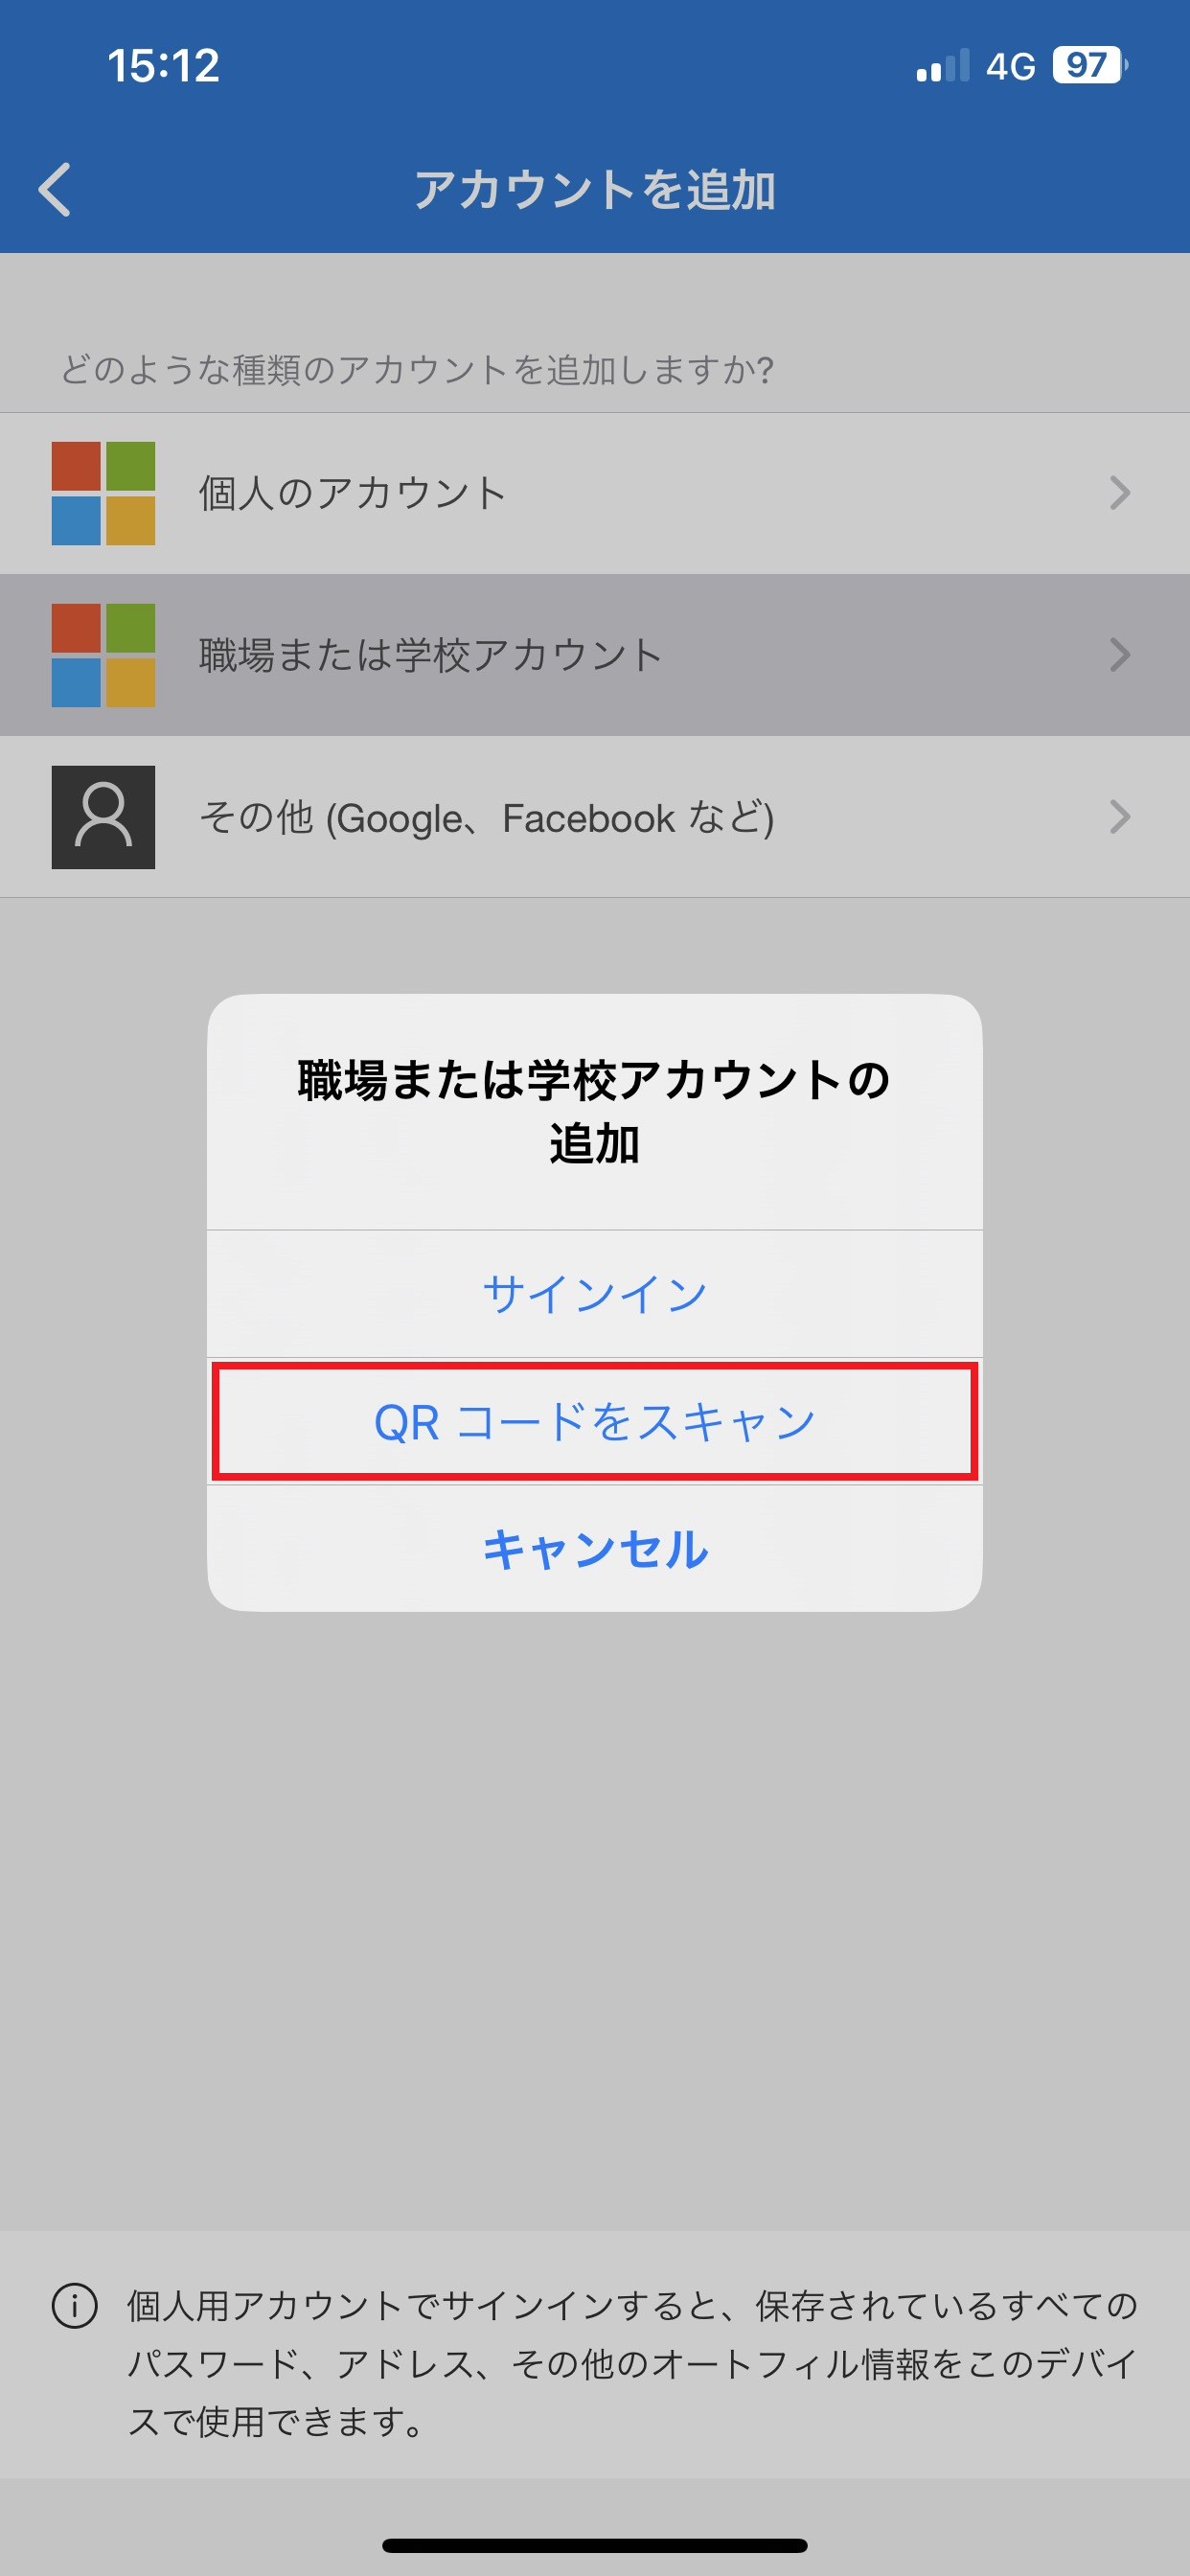 15:12
4G 97
アカウントを追加
どのような種類のアカウントを追加しますか?
個人のアカウント
職場または学校アカウント
その他 (Google、Facebook など)
職場または学校アカウントの
追加
サインイン
QR コードをスキャン
キャンセル
個人用アカウントでサインインすると、保存されているすべての
パスワード、アドレス、その他のオートフィル情報をこのデバイ
スで使用できます。